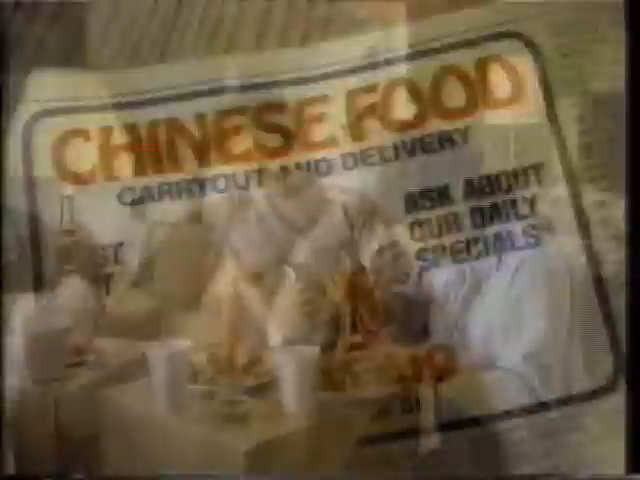 CHINESE FOOD
CARRYOUT AND DELIVERY
ASK ABOUT
OUR DAILY
SPECIALS